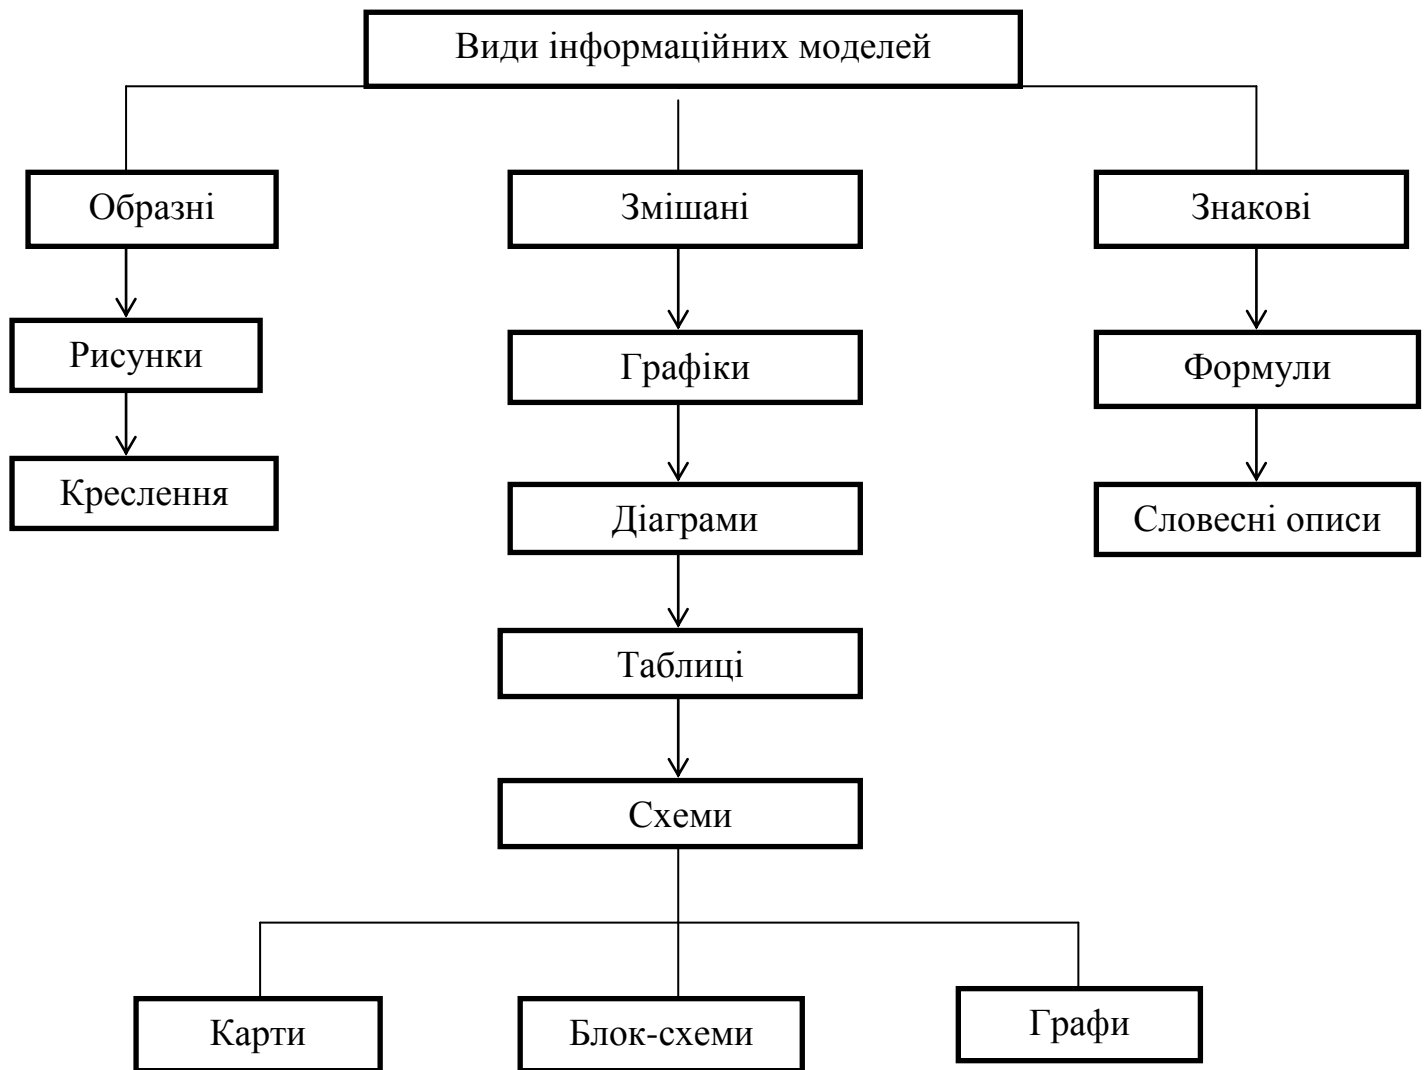 Види інформаційних моделей
Образні
Змішані
Знакові
Рисунки
Графіки
Формули
Креслення
Діаграми
Словесні описи
Таблиці
Схеми
Карти
Блок-схеми
Графи